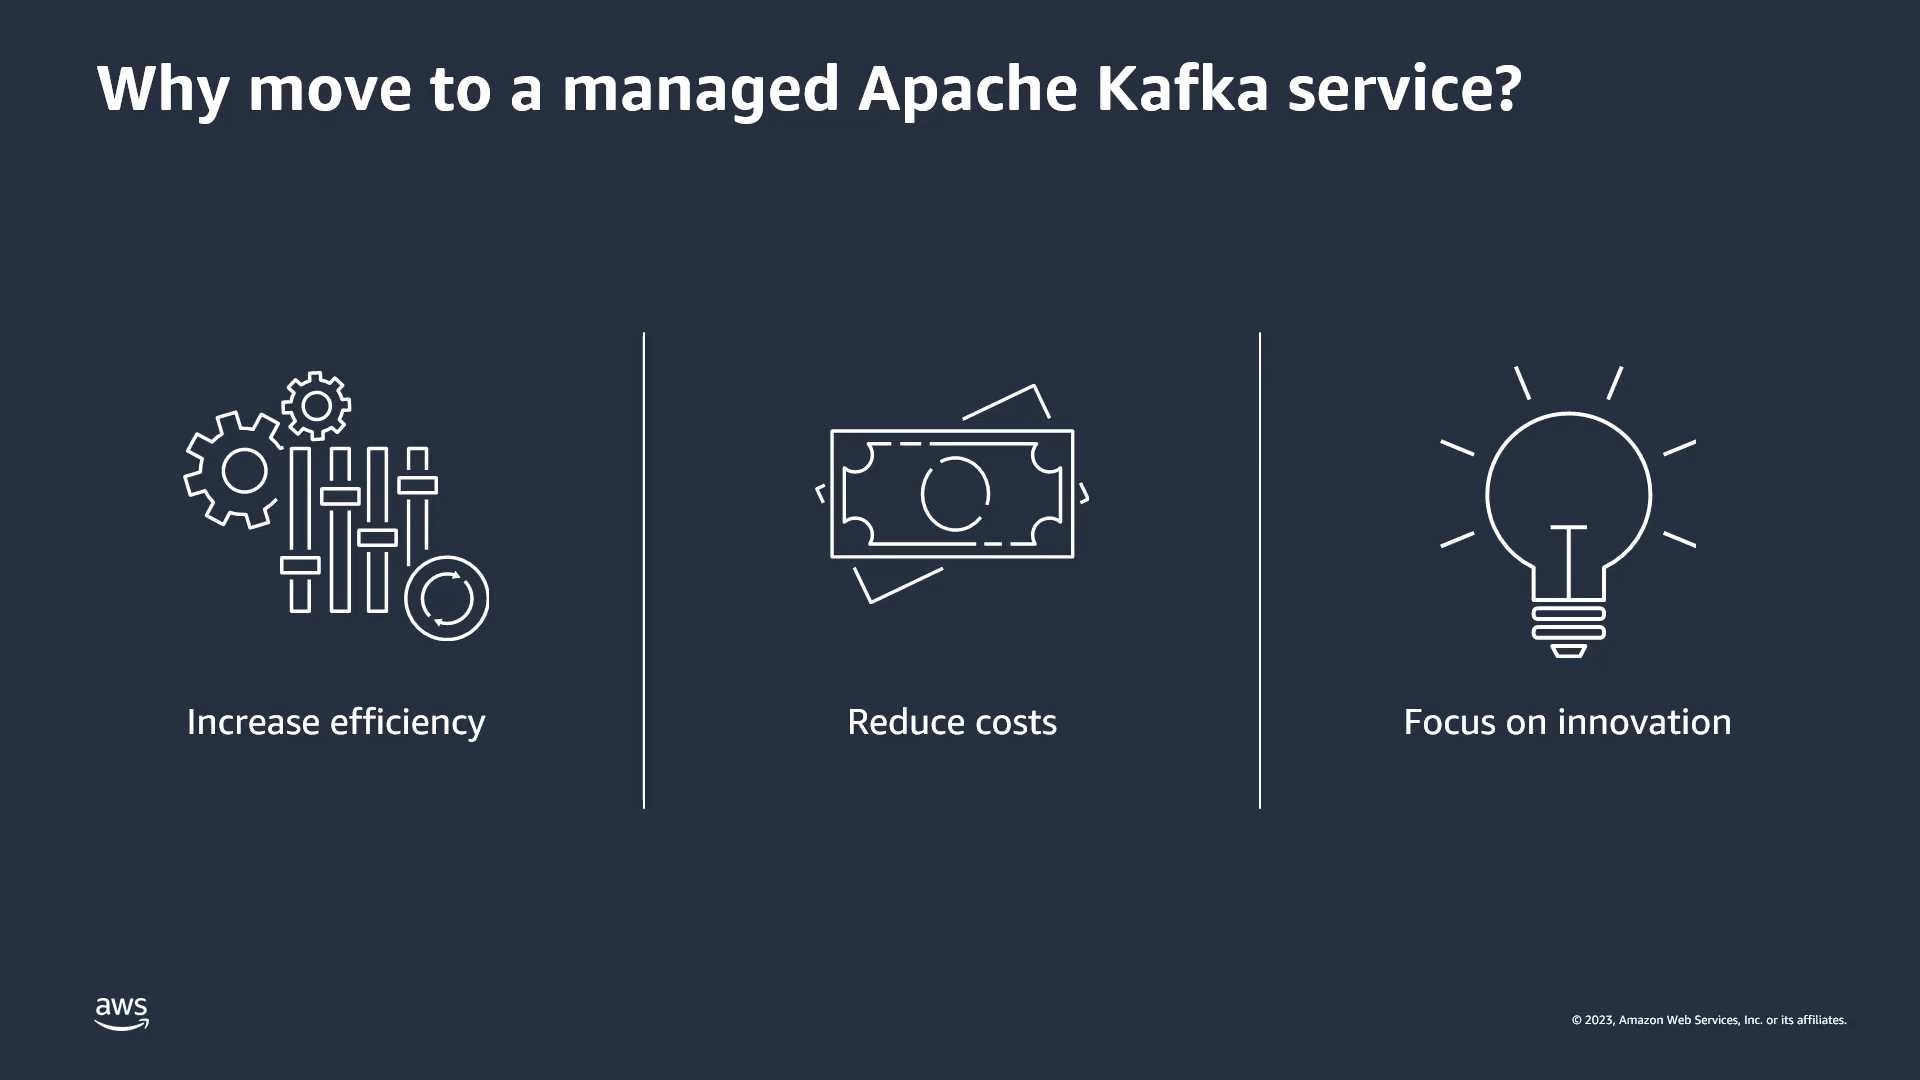 Why move to a managed Apache Kafka service?
Increase efficiency
Reduce costs
Focus on innovation
aws
© 2023, Amazon Web Services, Inc. or its affiliates.